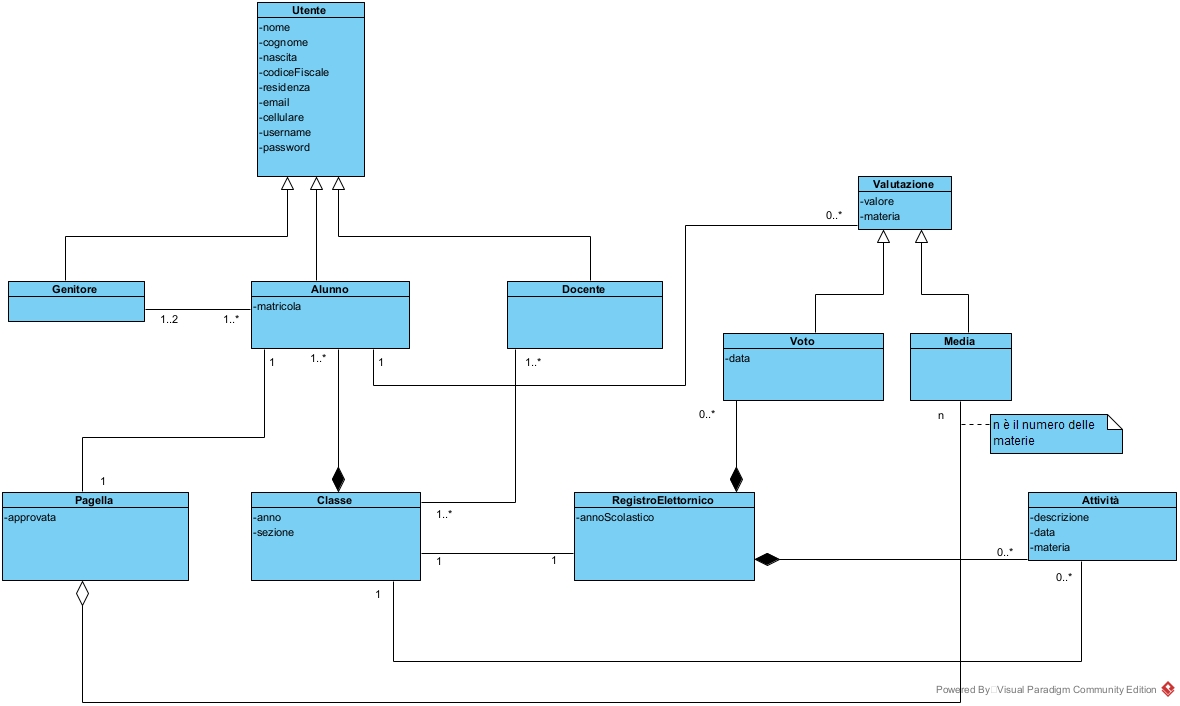 Utente
-nome
-cognome
-nascita
-codiceFiscale
-residenza
-email
-cellulare
-username
-password
Valutazione
-valore
-materia
0..*
Genitore
Alunno
-matricola
Docente
1..2
1..*
Voto
-data
Media
1
1..*
1
1..*
0..*
n
n è il numero delle
materie
1
Pagella
-approvata
Classe
-anno
-sezione
1..*
RegistroElettornico
-annoScolastico
Attività
-descrizione
-data
-materia
1
1
0..*
0..*
1
Powered By Visual Paradigm Community Edition